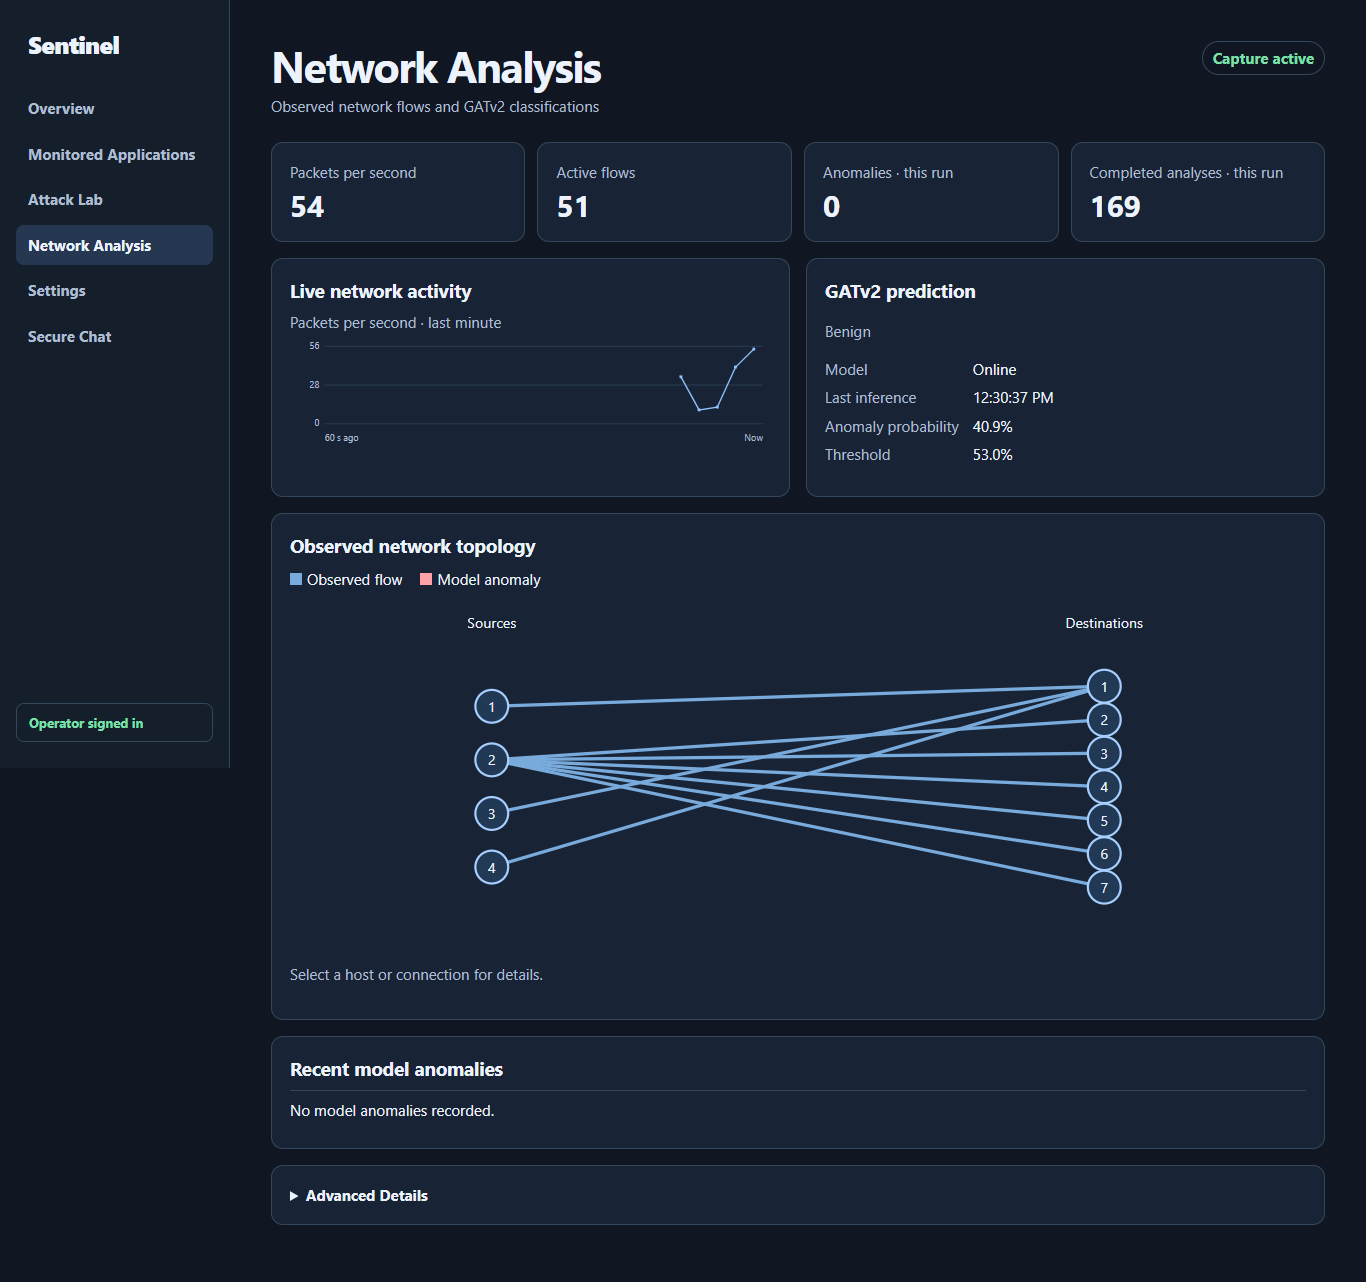 Sentinel
Overview
Monitored Applications
Attack Lab
Network Analysis
Settings
Secure Chat
Operator signed in
Network Analysis
Observed network flows and GATv2 classifications
Capture active
Packets per second
54
Active flows
51
Anomalies · this run
0
Completed analyses · this run
169
Live network activity
Packets per second · last minute
56
28
0
60 s ago
Now
GATv2 prediction
Benign
Model Online
Last inference 12:30:37 PM
Anomaly probability 40.9%
Threshold 53.0%
Observed network topology
Observed flow Model anomaly
Sources
1
2
3
4
Destinations
1
2
3
4
5
6
7
Select a host or connection for details.
Recent model anomalies
No model anomalies recorded.
Advanced Details